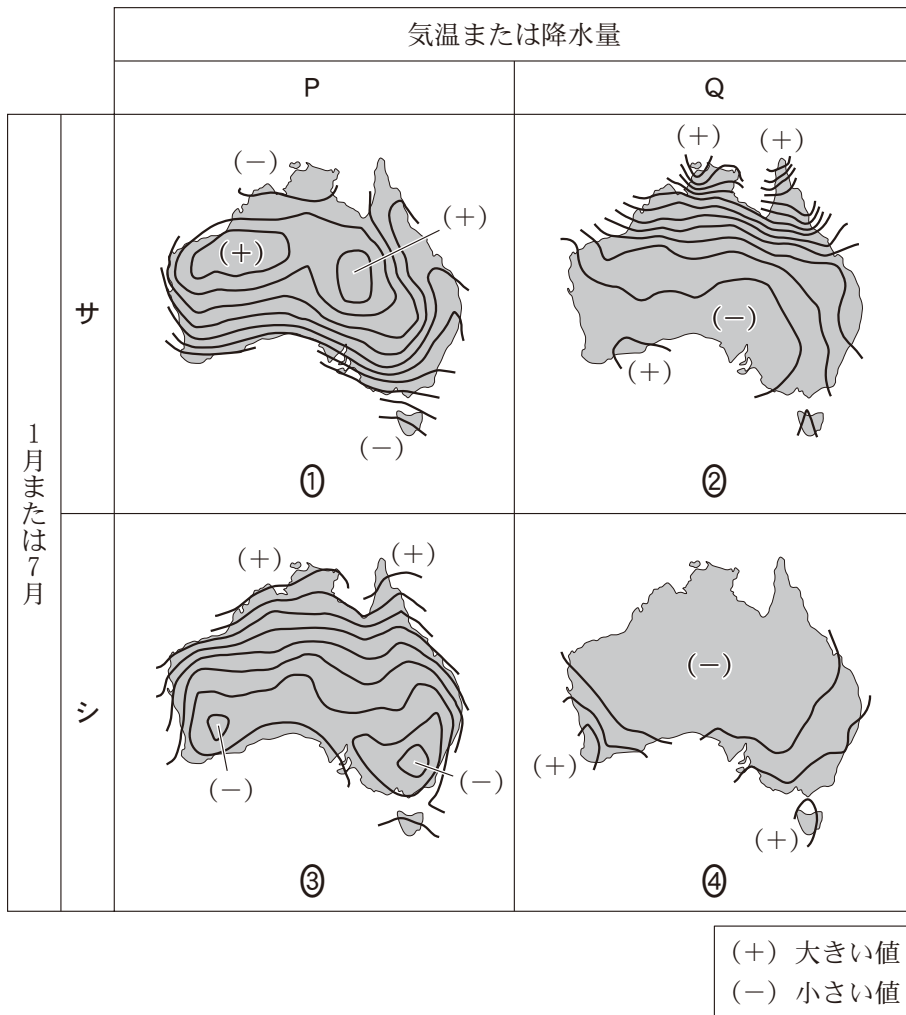 気温または降水量
P
Q
1月または7月
サ
(−)
(+)
(+)
(−)
①
(+)
(+)
(−)
(+)
②
シ
(+)
(+)
(−)
(−)
③
(−)
(+)
(+)
④
(+) 大きい値
(−) 小さい値